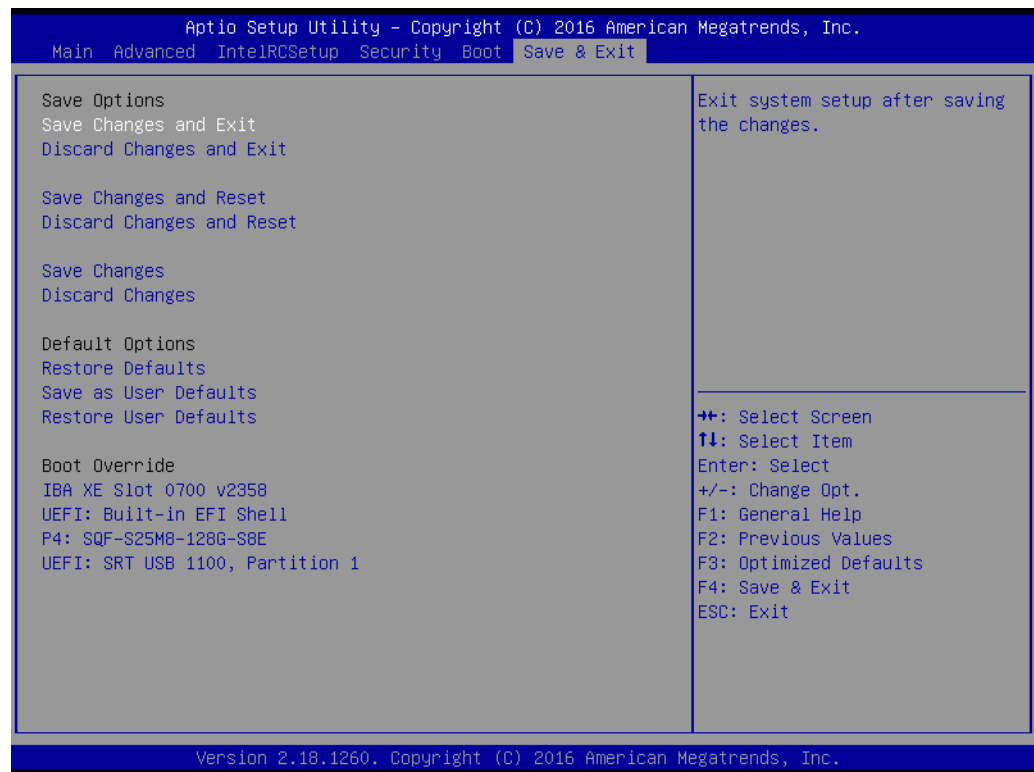 Aptio Setup Utility – Copyright (C) 2016 American Megatrends, Inc.
Main Advanced IntelRCSetup Security Boot Save & Exit
Save Options
Save Changes and Exit
Discard Changes and Exit
Save Changes and Reset
Discard Changes and Reset
Save Changes
Discard Changes
Default Options
Restore Defaults
Save as User Defaults
Restore User Defaults
Boot Override
IBA XE Slot 0700 v2358
UEFI: Built-in EFI Shell
P4: SQF-S25M8-128G-S8E
UEFI: SRT USB 1100, Partition 1
Exit system setup after saving
the changes.
→←: Select Screen
↑↓: Select Item
Enter: Select
+/-: Change Opt.
F1: General Help
F2: Previous Values
F3: Optimized Defaults
F4: Save & Exit
ESC: Exit
Version 2.18.1260. Copyright (C) 2016 American Megatrends, Inc.